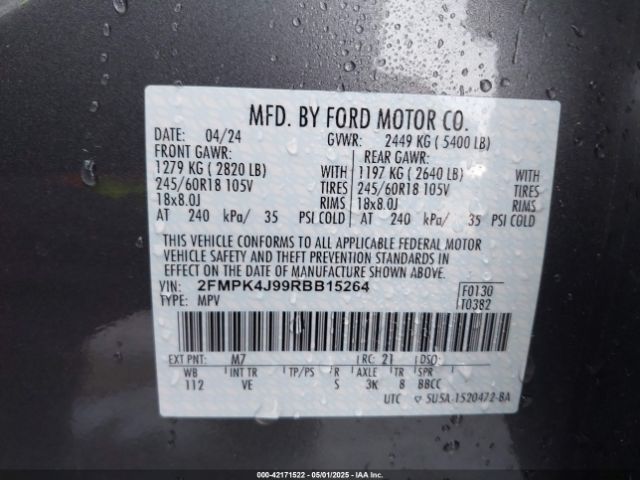 MFD. BY FORD MOTOR CO.
DATE: 04/24 GVWR: 2449 KG ( 5400 LB)
FRONT GAWR: REAR GAWR:
1279 KG ( 2820 LB) WITH 1197 KG ( 2640 LB) WITH
245/60R18 105V TIRES 245/60R18 105V TIRES
18x8.0J RIMS 18x8.0J RIMS
AT 240 kPa/ 35 PSI COLD AT 240 kPa/ 35 PSI COLD
THIS VEHICLE CONFORMS TO ALL APPLICABLE FEDERAL MOTOR
VEHICLE SAFETY AND THEFT PREVENTION STANDARDS IN
EFFECT ON THE DATE OF MANUFACTURE SHOWN ABOVE.
VIN: 2FMPK4J99RBB15264 F0130
TYPE: MPV T0382
EXT PNT: M7 RC: 21 DSO:
WB INT TR TP/PS R AXLE TR SPR
112 VE S 3K 8 BBCC
UTC 5U5A-1520472-BA
000-42171522 05/01/2025 IAAI.COM